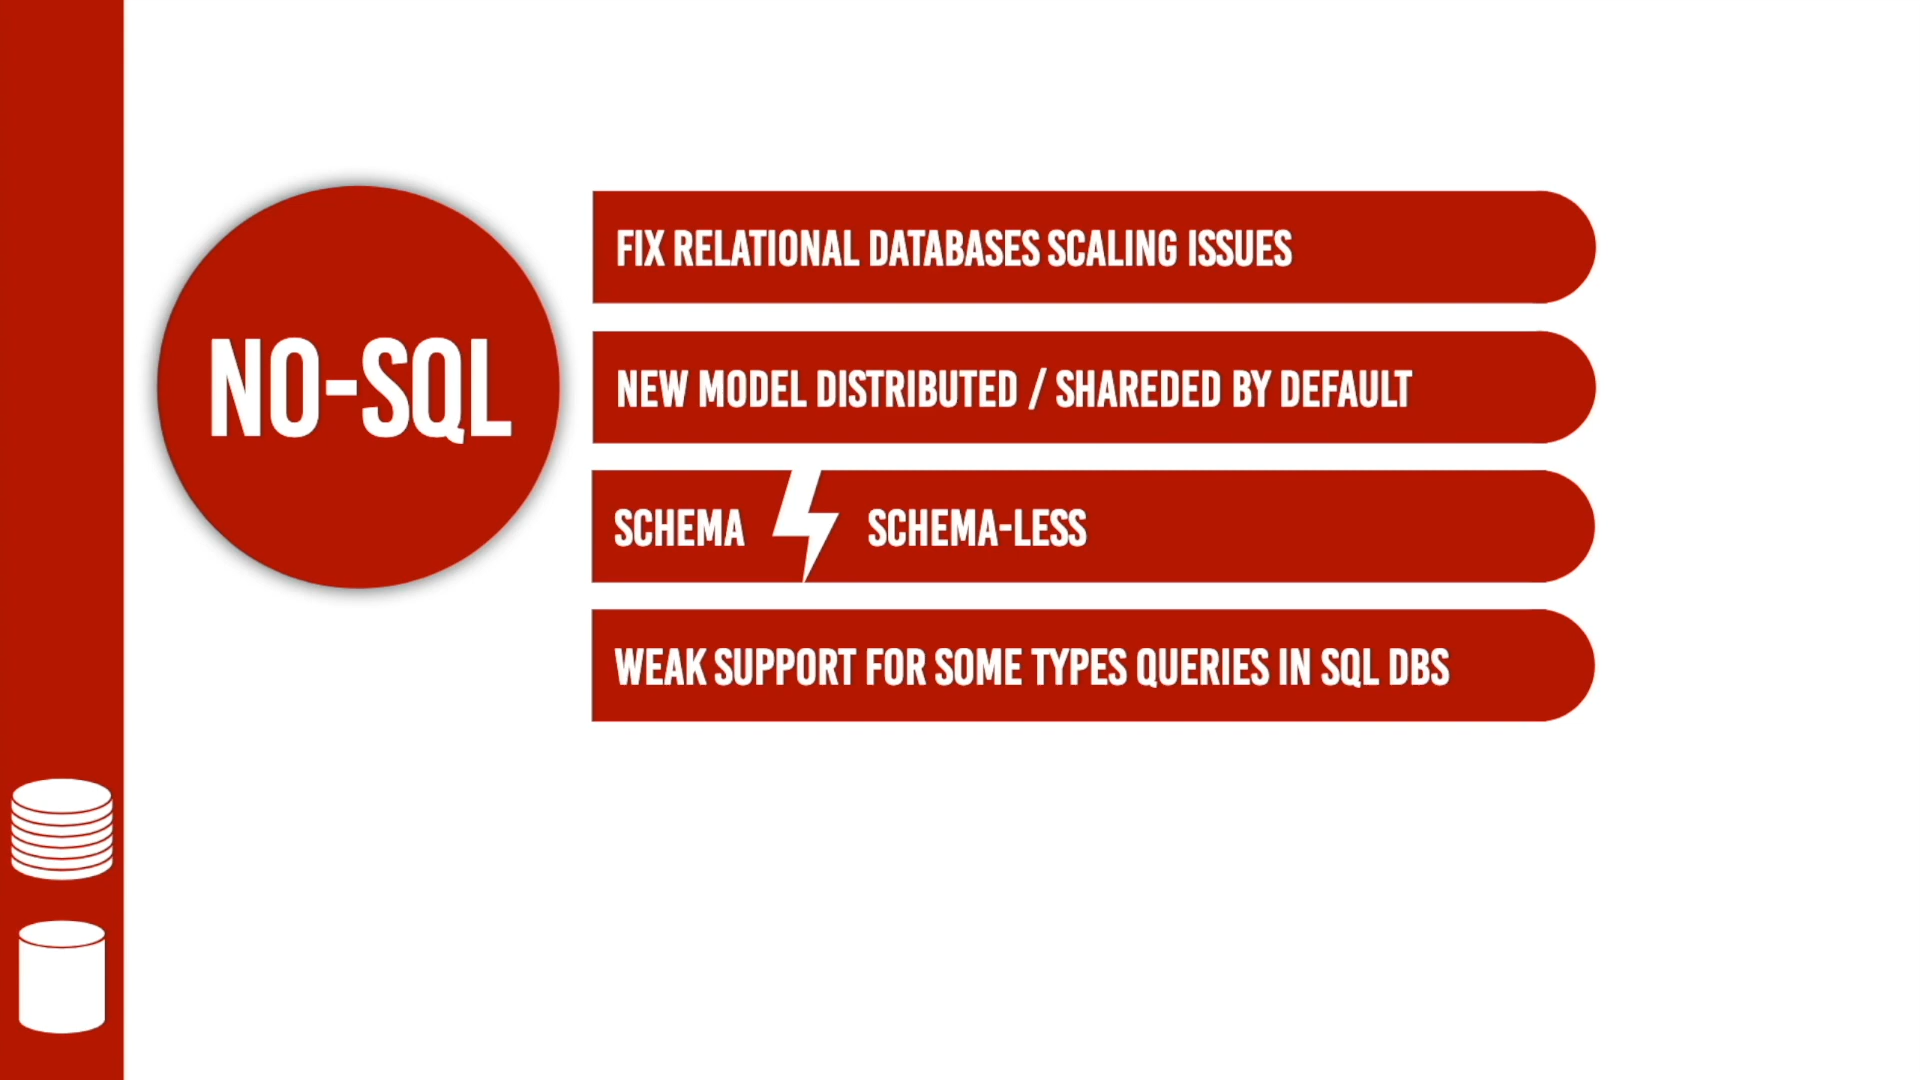 NO-SQL
FIX RELATIONAL DATABASES SCALING ISSUES
NEW MODEL DISTRIBUTED / SHAREDED BY DEFAULT
SCHEMA SCHEMA-LESS
WEAK SUPPORT FOR SOME TYPES QUERIES IN SQL DBS